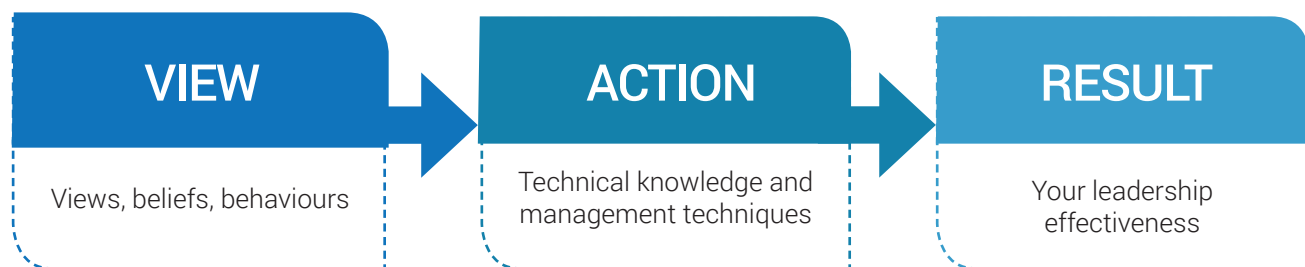 VIEW
Views, beliefs, behaviours
ACTION
Technical knowledge and
management techniques
RESULT
Your leadership
effectiveness